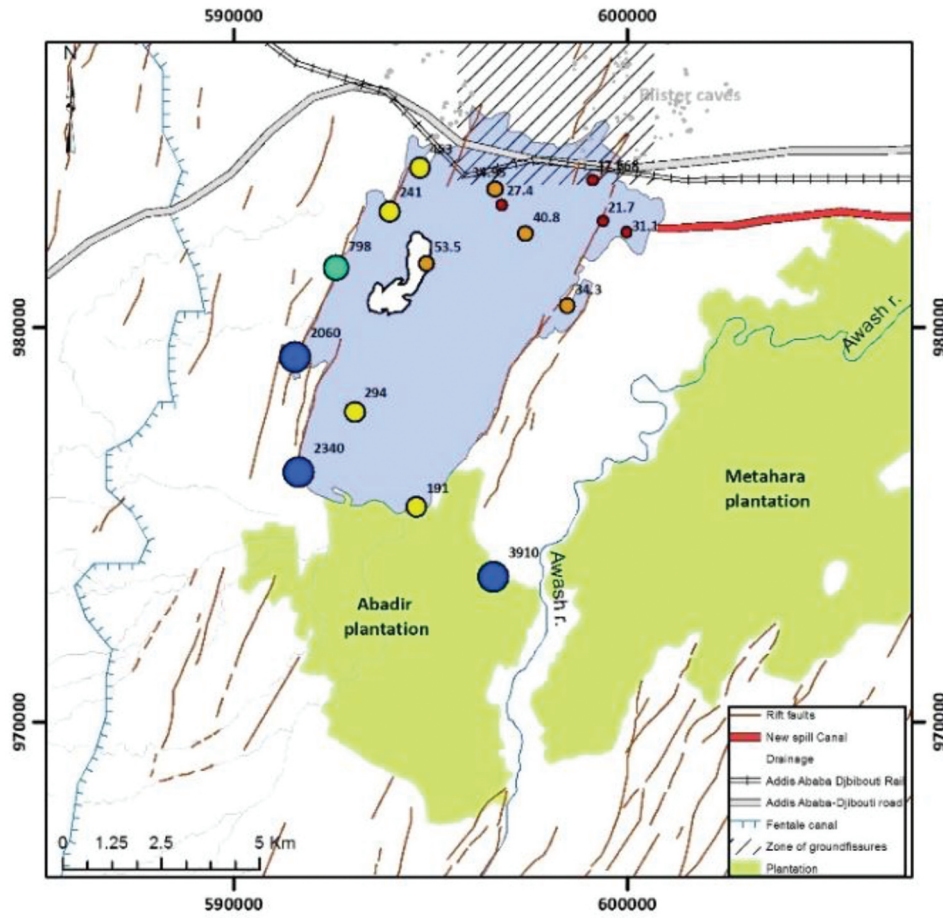 590000
600000
N
Blister caves
17.668
34.95
241
27.4
21.7
40.8
31.1
798
53.5
34.3
980000
980000
2060
294
Awash r.
2340
191
Metahara
plantation
3910
Awash r.
Abadir
plantation
970000
970000
Rift faults
New spill Canal
Drainage
Addis Ababa Djbibouti Rail
Addis Ababa-Djibouti road
Fentale canal
Zone of groundfissures
Plantation
0 1.25 2.5 5 Km
590000
600000